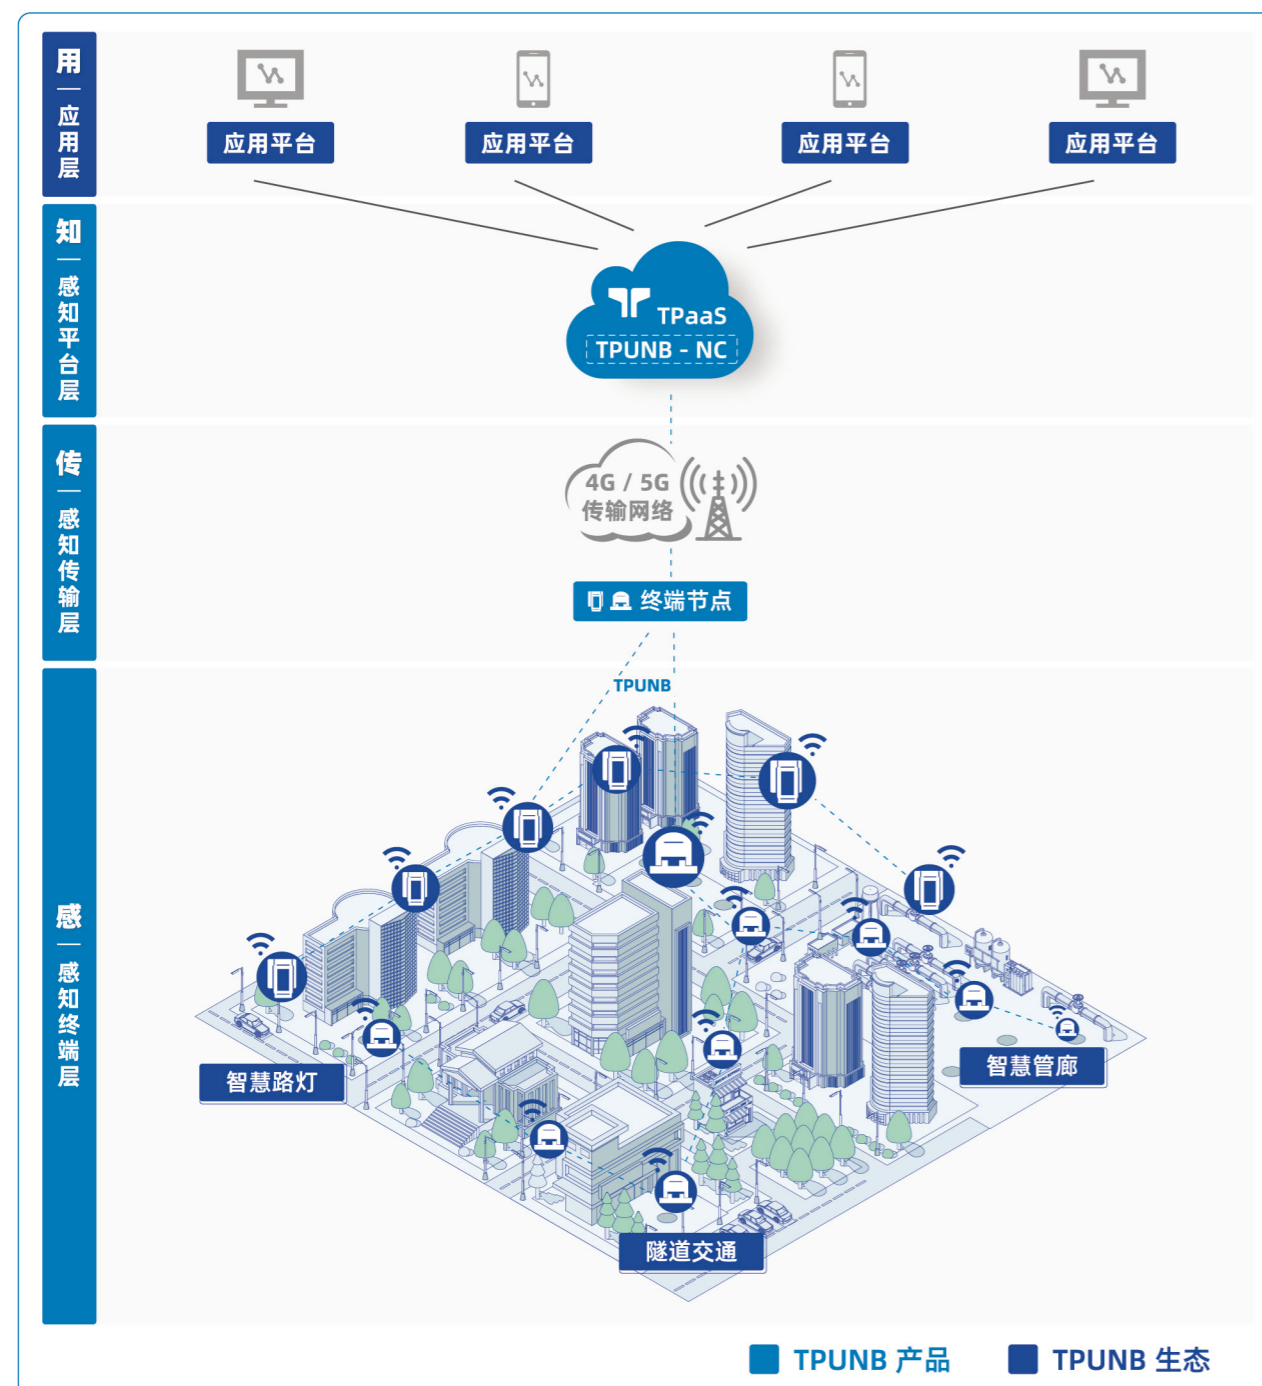 用
应用层
应用平台
应用平台
应用平台
应用平台
知
感知平台层
TPaaS
TPUNB - NC
传
感知传输层
4G / 5G
传输网络
终端节点
感
感知终端层
TPUNB
智慧路灯
智慧管廊
隧道交通
TPUNB 产品
TPUNB 生态